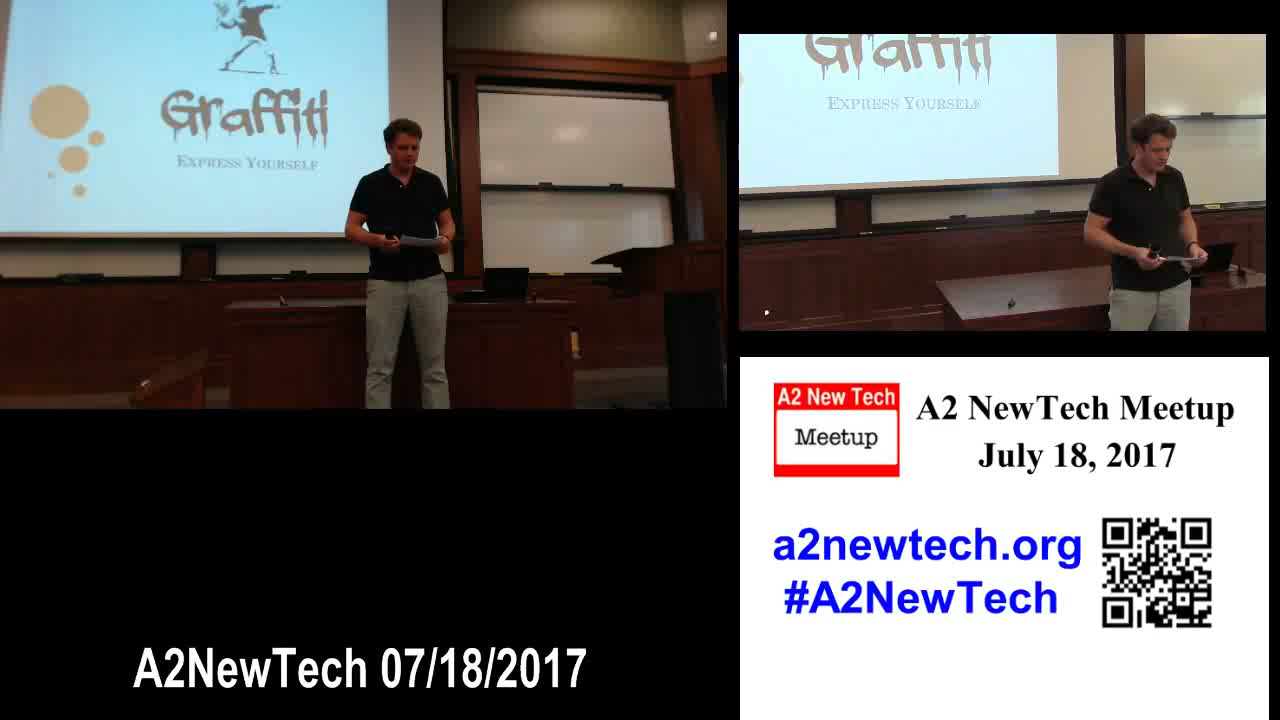 Graffiti
EXPRESS YOURSELF
Graffiti
EXPRESS YOURSELF
A2 New Tech
Meetup
A2 NewTech Meetup
July 18, 2017
a2newtech.org
#A2NewTech
A2NewTech 07/18/2017